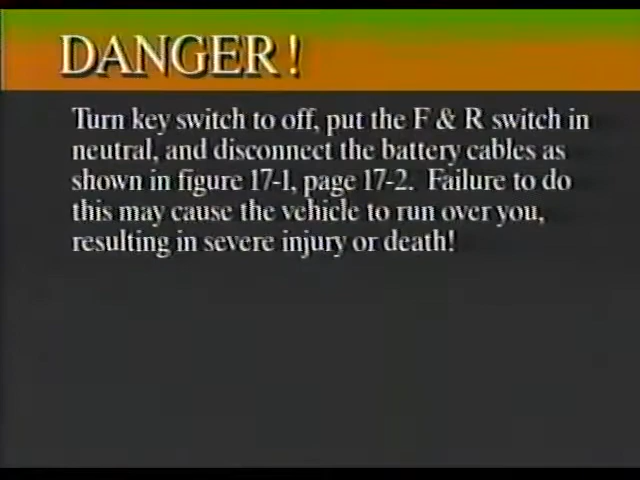 DANGER!
Turn key switch to off, put the F & R switch in
neutral, and disconnect the battery cables as
shown in figure 17-1, page 17-2.  Failure to do
this may cause the vehicle to run over you,
resulting in severe injury or death!